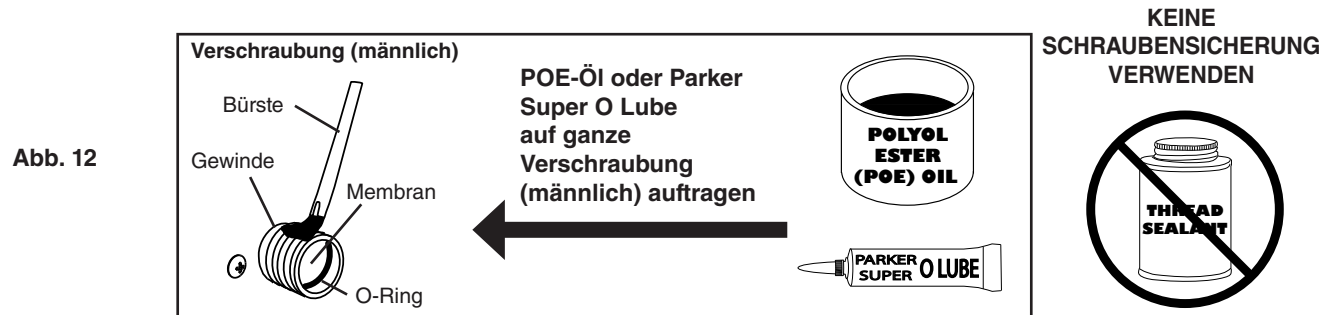 Abb. 12
Verschraubung (männlich)
Bürste
Gewinde
Membran
O-Ring
POE-Öl oder Parker
Super O Lube
auf ganze
Verschraubung
(männlich) auftragen
POLYOL
ESTER
(POE) OIL
PARKER
SUPER O LUBE
KEINE
SCHRAUBENSICHERUNG
VERWENDEN
THREAD
SEALANT